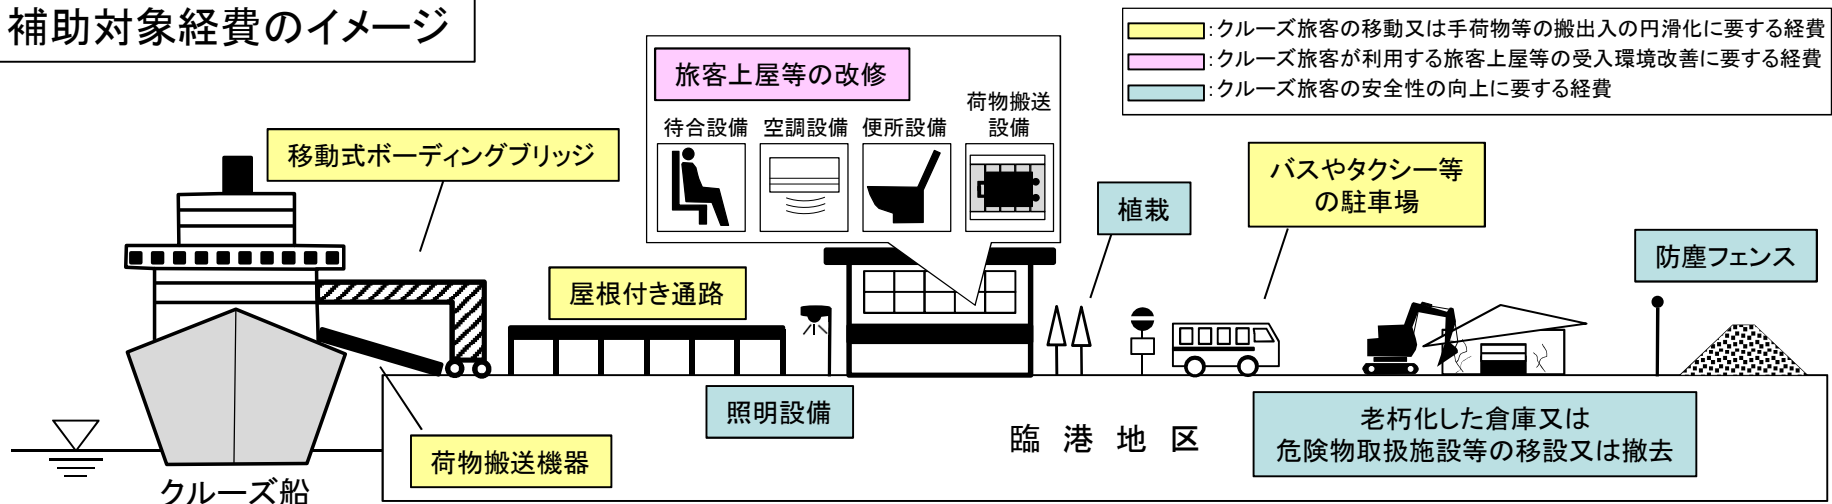 補助対象経費のイメージ
：クルーズ旅客の移動又は手荷物等の搬出入の円滑化に要する経費
：クルーズ旅客が利用する旅客上屋等の受入環境改善に要する経費
：クルーズ旅客の安全性の向上に要する経費
旅客上屋等の改修
待合設備
空調設備
便所設備
荷物搬送
設備
移動式ボーディングブリッジ
バスやタクシー等
の駐車場
植栽
防塵フェンス
屋根付き通路
照明設備
臨港地区
老朽化した倉庫又は
危険物取扱施設等の移設又は撤去
荷物搬送機器
クルーズ船